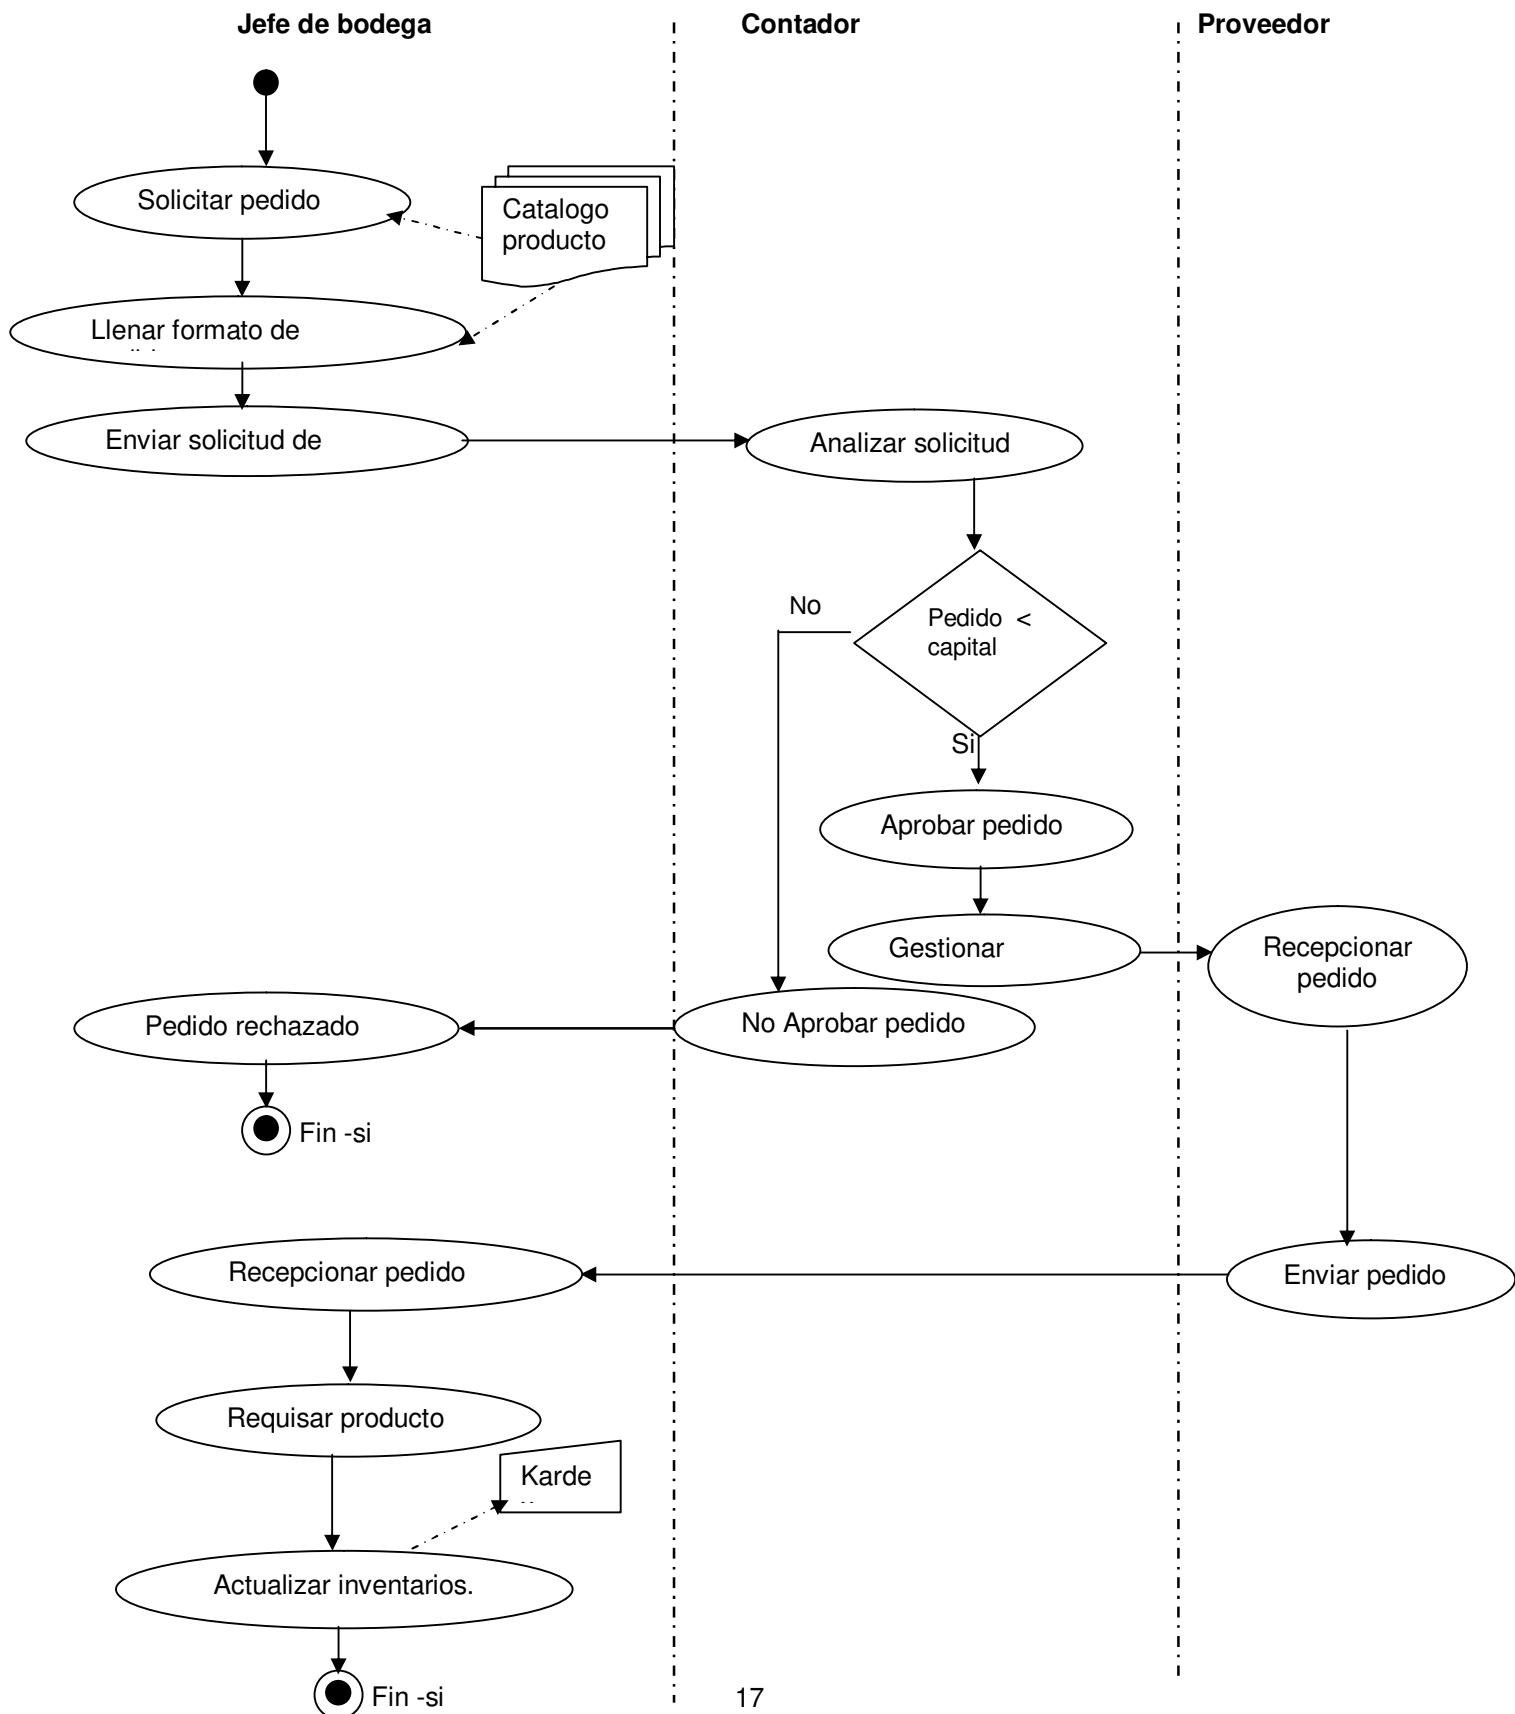 Jefe de bodega
Contador
Proveedor
Solicitar pedido
Catalogo
producto
Llenar formato de
Enviar solicitud de
Analizar solicitud
No
Pedido <
capital
Si
Aprobar pedido
Gestionar
Recepcionar
pedido
Pedido rechazado
No Aprobar pedido
Fin -si
Recepcionar pedido
Enviar pedido
Requisar producto
Karde
Actualizar inventarios.
Fin -si
17